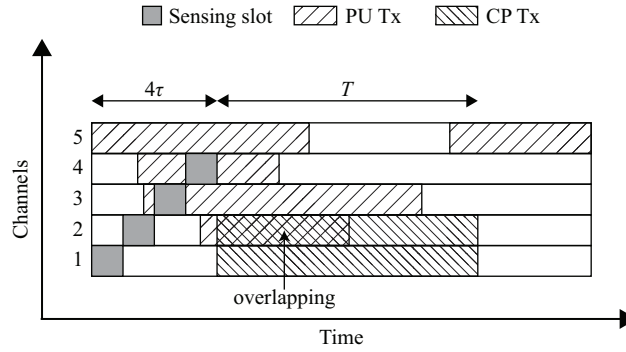 Sensing slot PU Tx CP Tx
4τ T
5
4
3
2
1
Channels
overlapping
Time